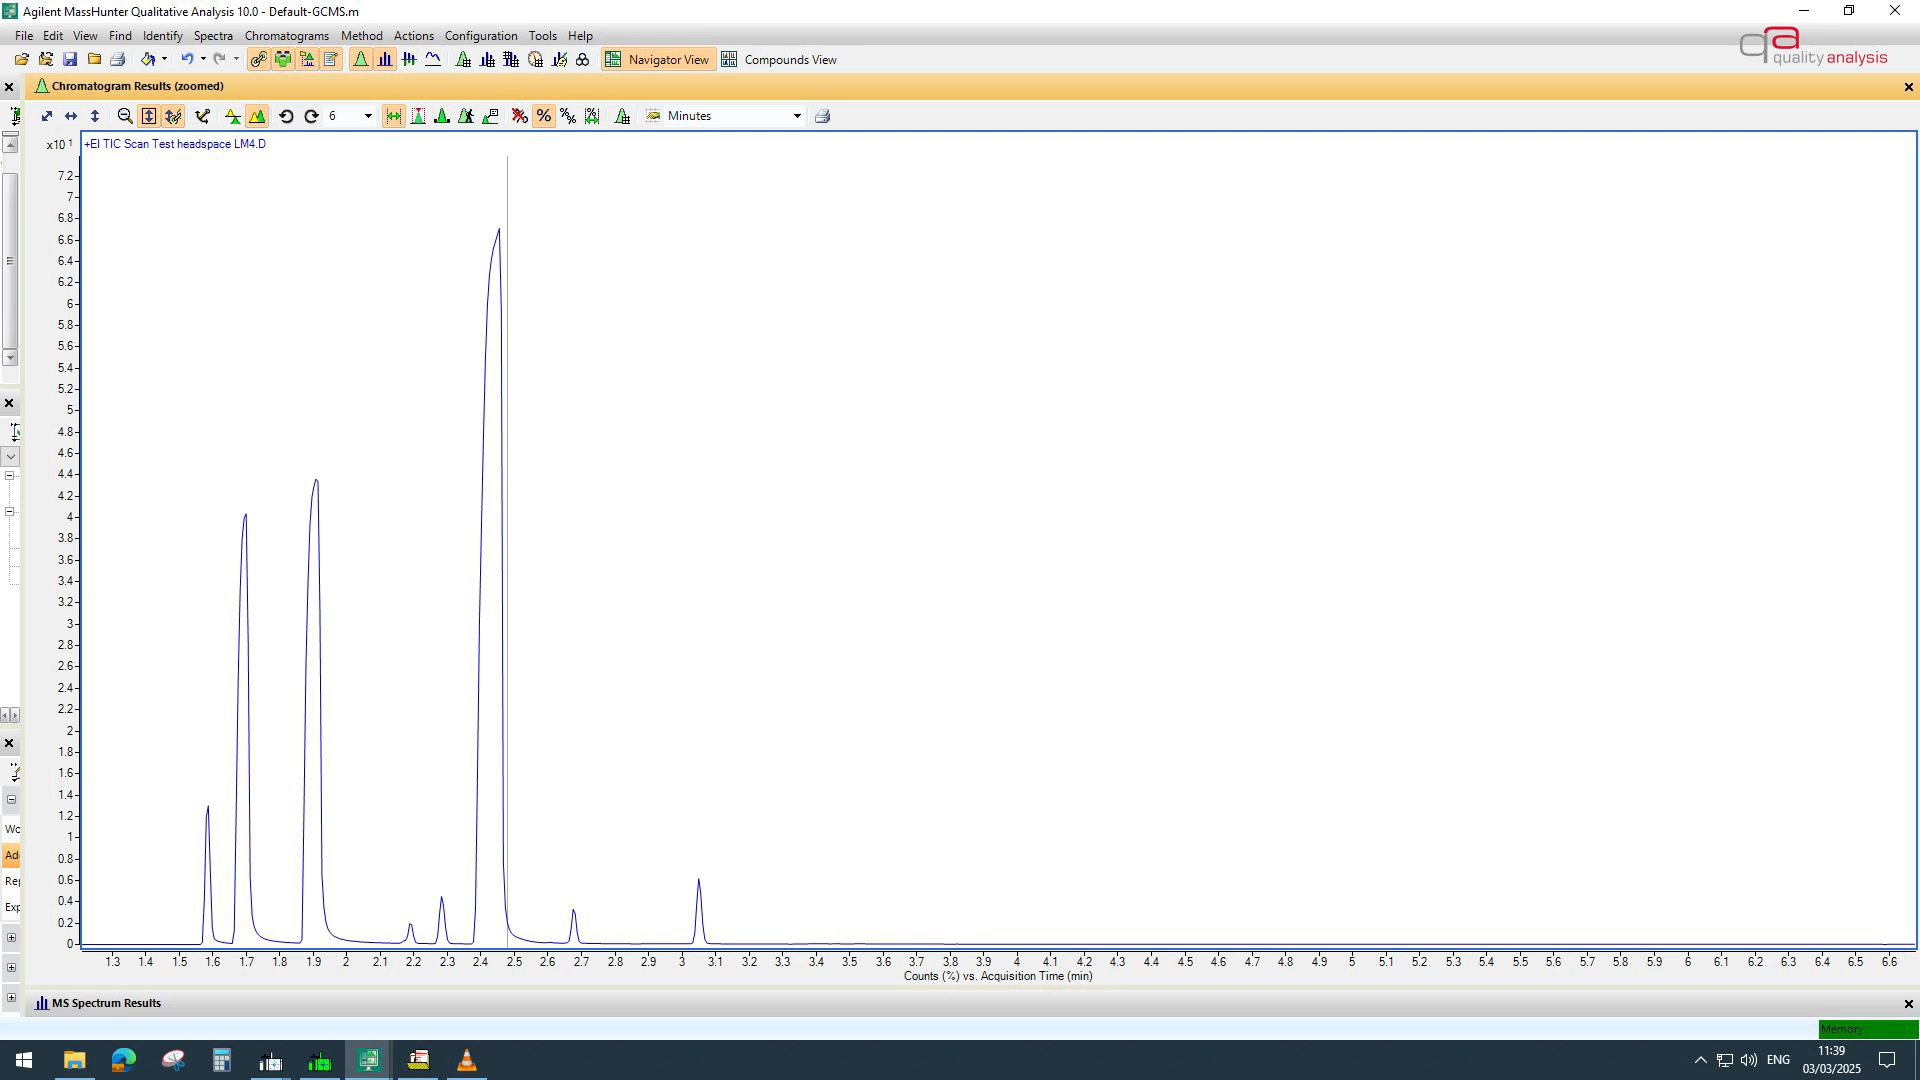 Agilent MassHunter Qualitative Analysis 10.0 - Default-GCMS.m
File Edit View Find Identify Spectra Chromatograms Method Actions Configuration Tools Help
Navigator View Compounds View
qa quality analysis
Chromatogram Results (zoomed)
6 Minutes
x10 1
+EI TIC Scan Test headspace LM4.D
7.2
7
6.8
6.6
6.4
6.2
6
5.8
5.6
5.4
5.2
5
4.8
4.6
4.4
4.2
4
3.8
3.6
3.4
3.2
3
2.8
2.6
2.4
2.2
2
1.8
1.6
1.4
1.2
1
0.8
0.6
0.4
0.2
0
Wo
Ad
Rep
Exp
1.3 1.4 1.5 1.6 1.7 1.8 1.9 2 2.1 2.2 2.3 2.4 2.5 2.6 2.7 2.8 2.9 3 3.1 3.2 3.3 3.4 3.5 3.6 3.7 3.8 3.9 4 4.1 4.2 4.3 4.4 4.5 4.6 4.7 4.8 4.9 5 5.1 5.2 5.3 5.4 5.5 5.6 5.7 5.8 5.9 6 6.1 6.2 6.3 6.4 6.5 6.6
Counts (%) vs. Acquisition Time (min)
MS Spectrum Results
Memory
ENG
11:39
03/03/2025